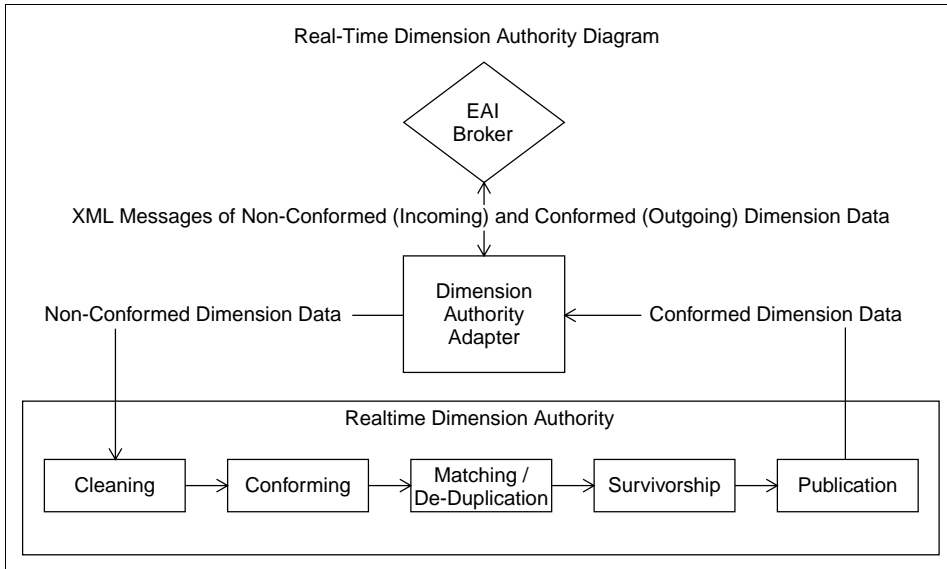 Real-Time Dimension Authority Diagram
EAI
Broker
XML Messages of Non-Conformed (Incoming) and Conformed (Outgoing) Dimension Data
Dimension
Authority
Adapter
Non-Conformed Dimension Data
Conformed Dimension Data
Realtime Dimension Authority
Cleaning
Conforming
Matching /
De-Duplication
Survivorship
Publication